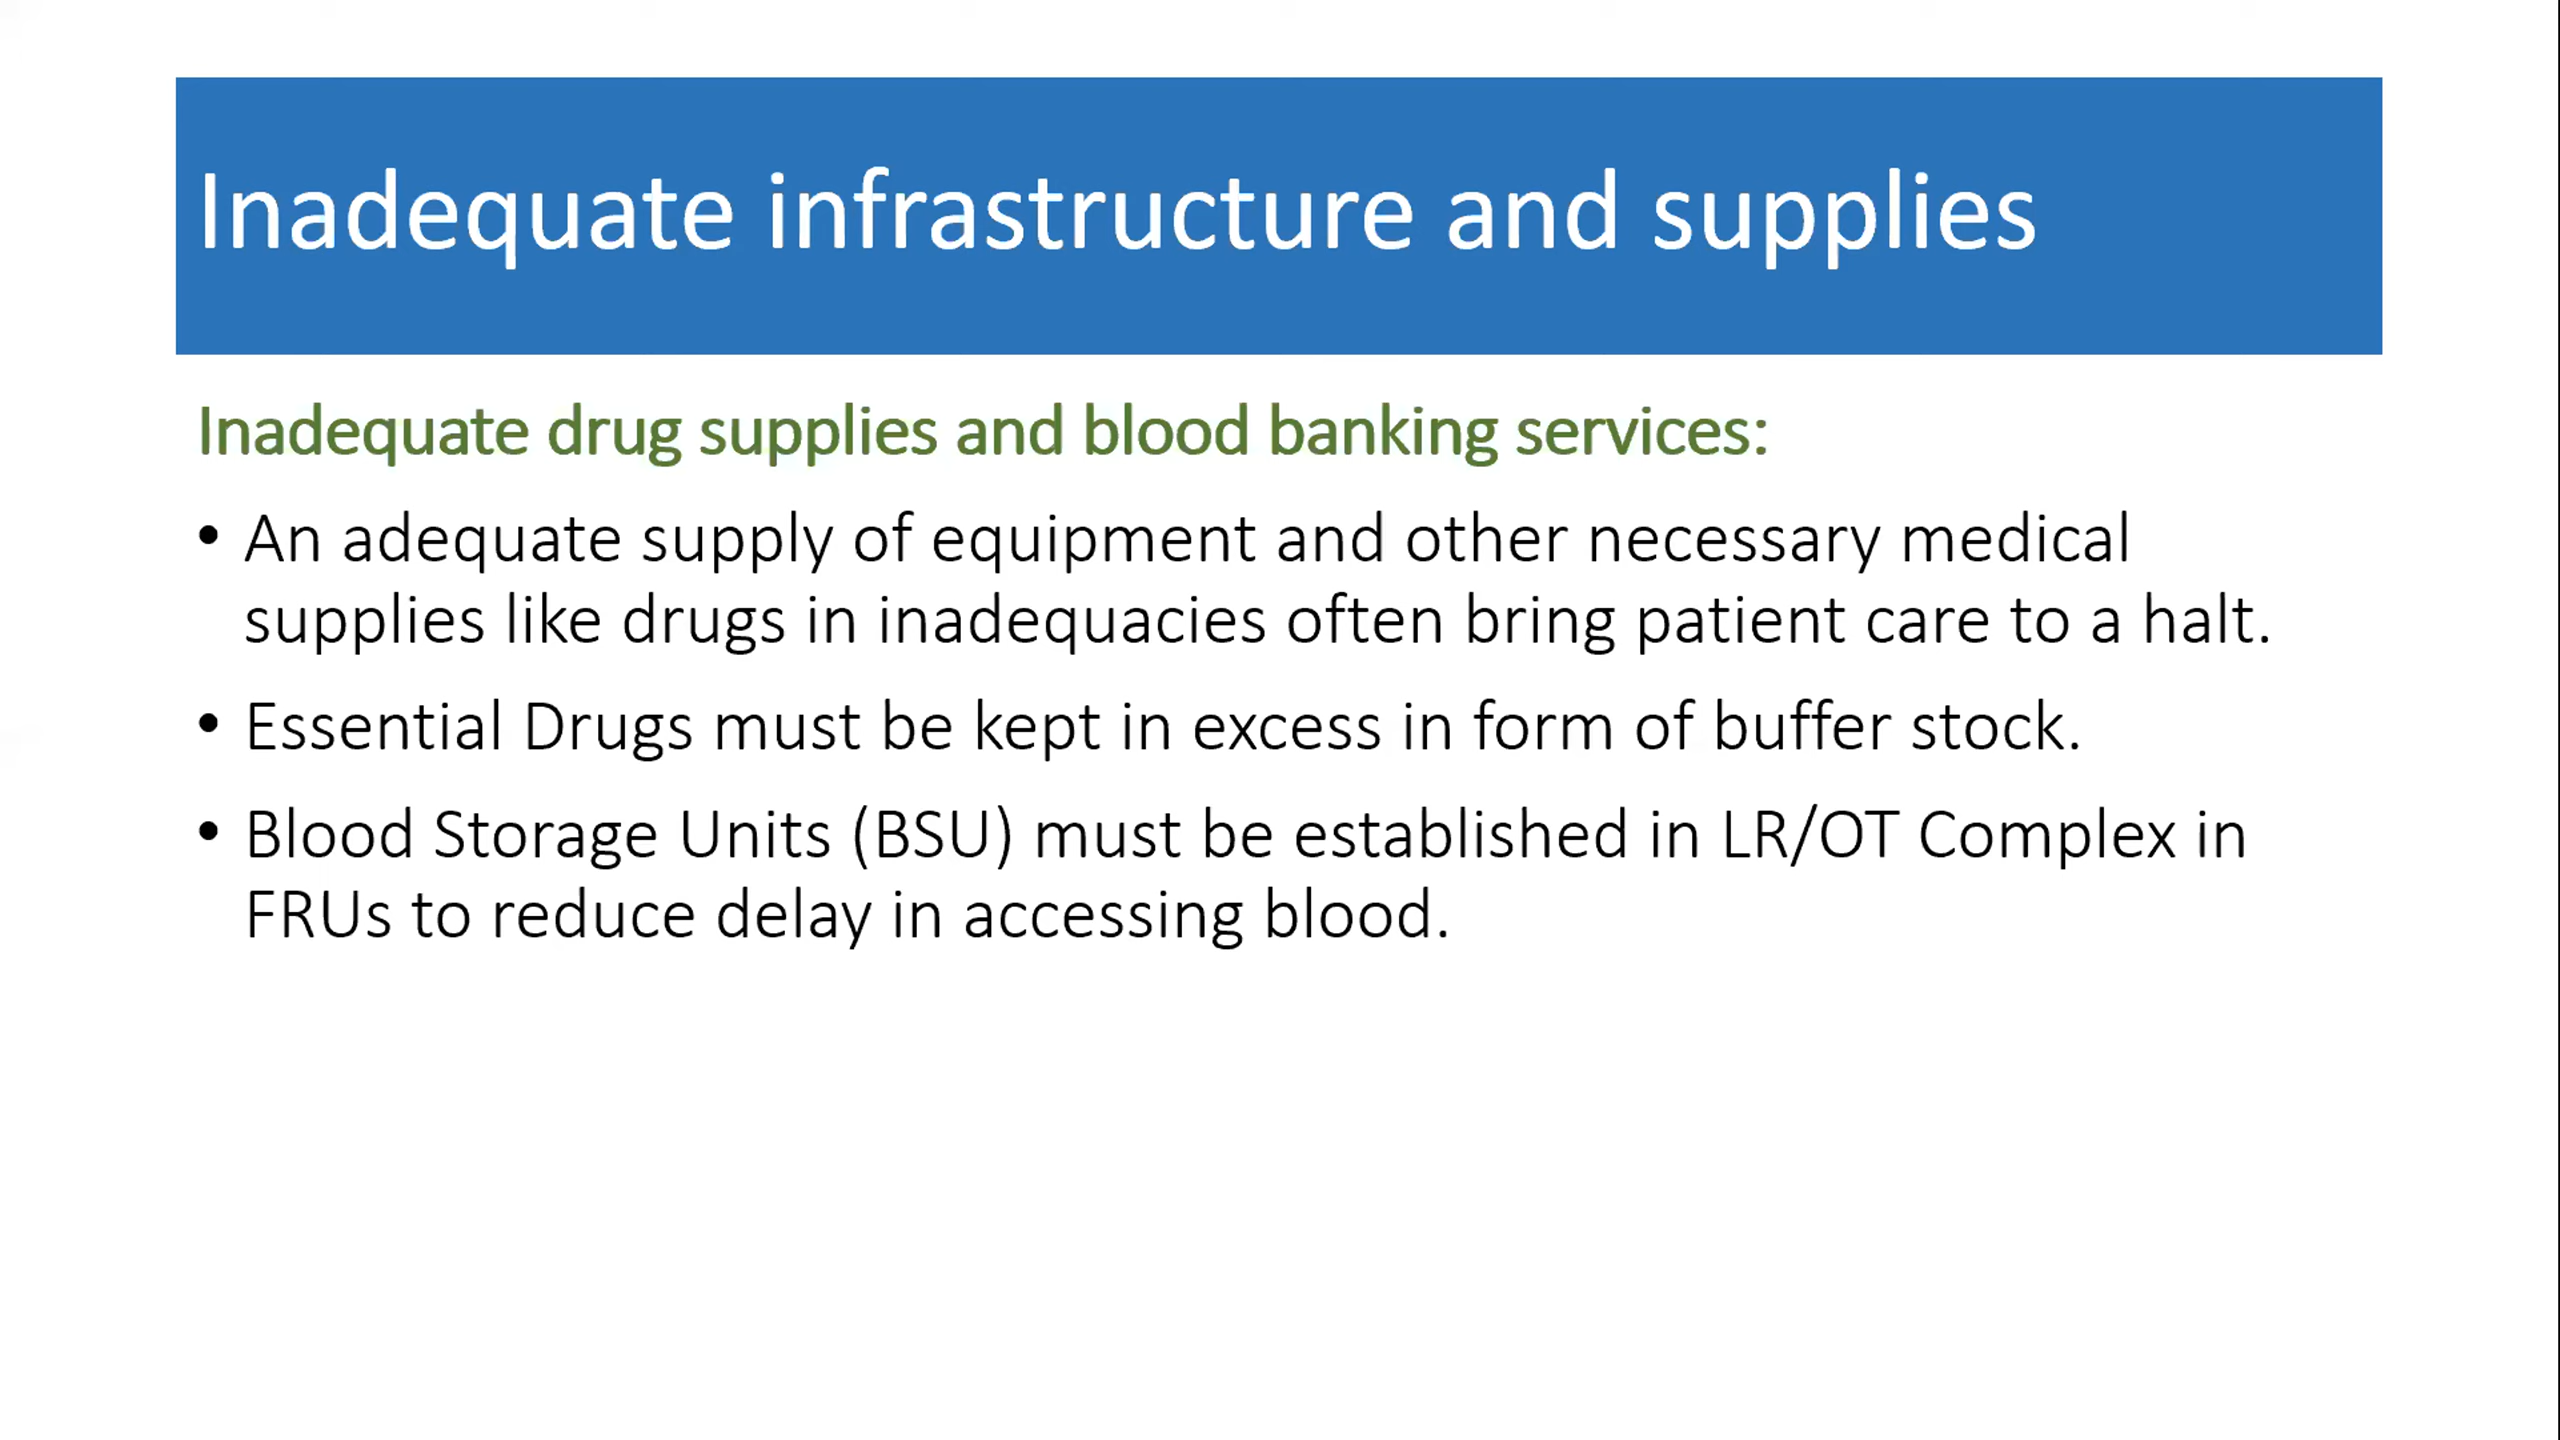 Inadequate infrastructure and supplies
Inadequate drug supplies and blood banking services:
• An adequate supply of equipment and other necessary medical
supplies like drugs in inadequacies often bring patient care to a halt.
• Essential Drugs must be kept in excess in form of buffer stock.
• Blood Storage Units (BSU) must be established in LR/OT Complex in
FRUs to reduce delay in accessing blood.